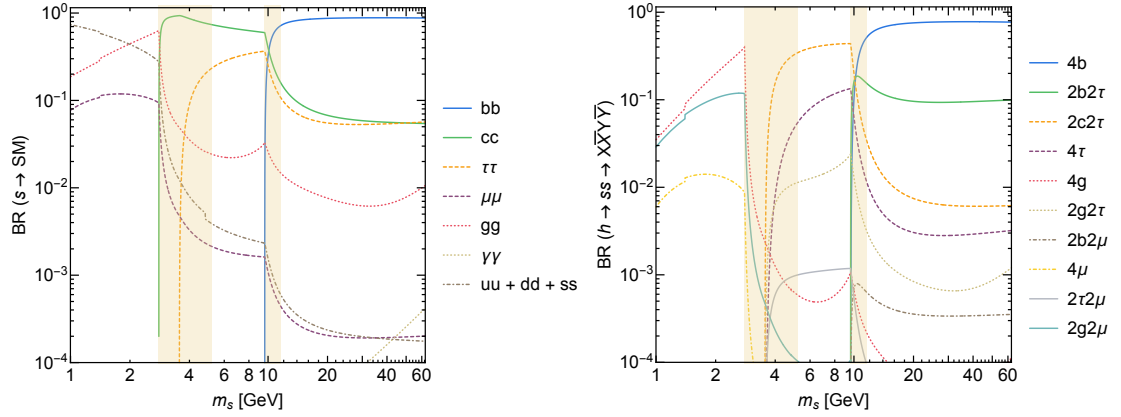 BR (s → SM)
10⁰
10⁻¹
10⁻²
10⁻³
10⁻⁴
1 2 4 6 8 10 20 40 60
mₛ [GeV]
bb
cc
ττ
μμ
gg
γγ
uu + dd + ss
BR (h → ss → XX̅YY̅)
10⁰
10⁻¹
10⁻²
10⁻³
10⁻⁴
1 2 4 6 8 10 20 40 60
mₛ [GeV]
4b
2b2τ
2c2τ
4τ
4g
2g2τ
2b2μ
4μ
2τ2μ
2g2μ